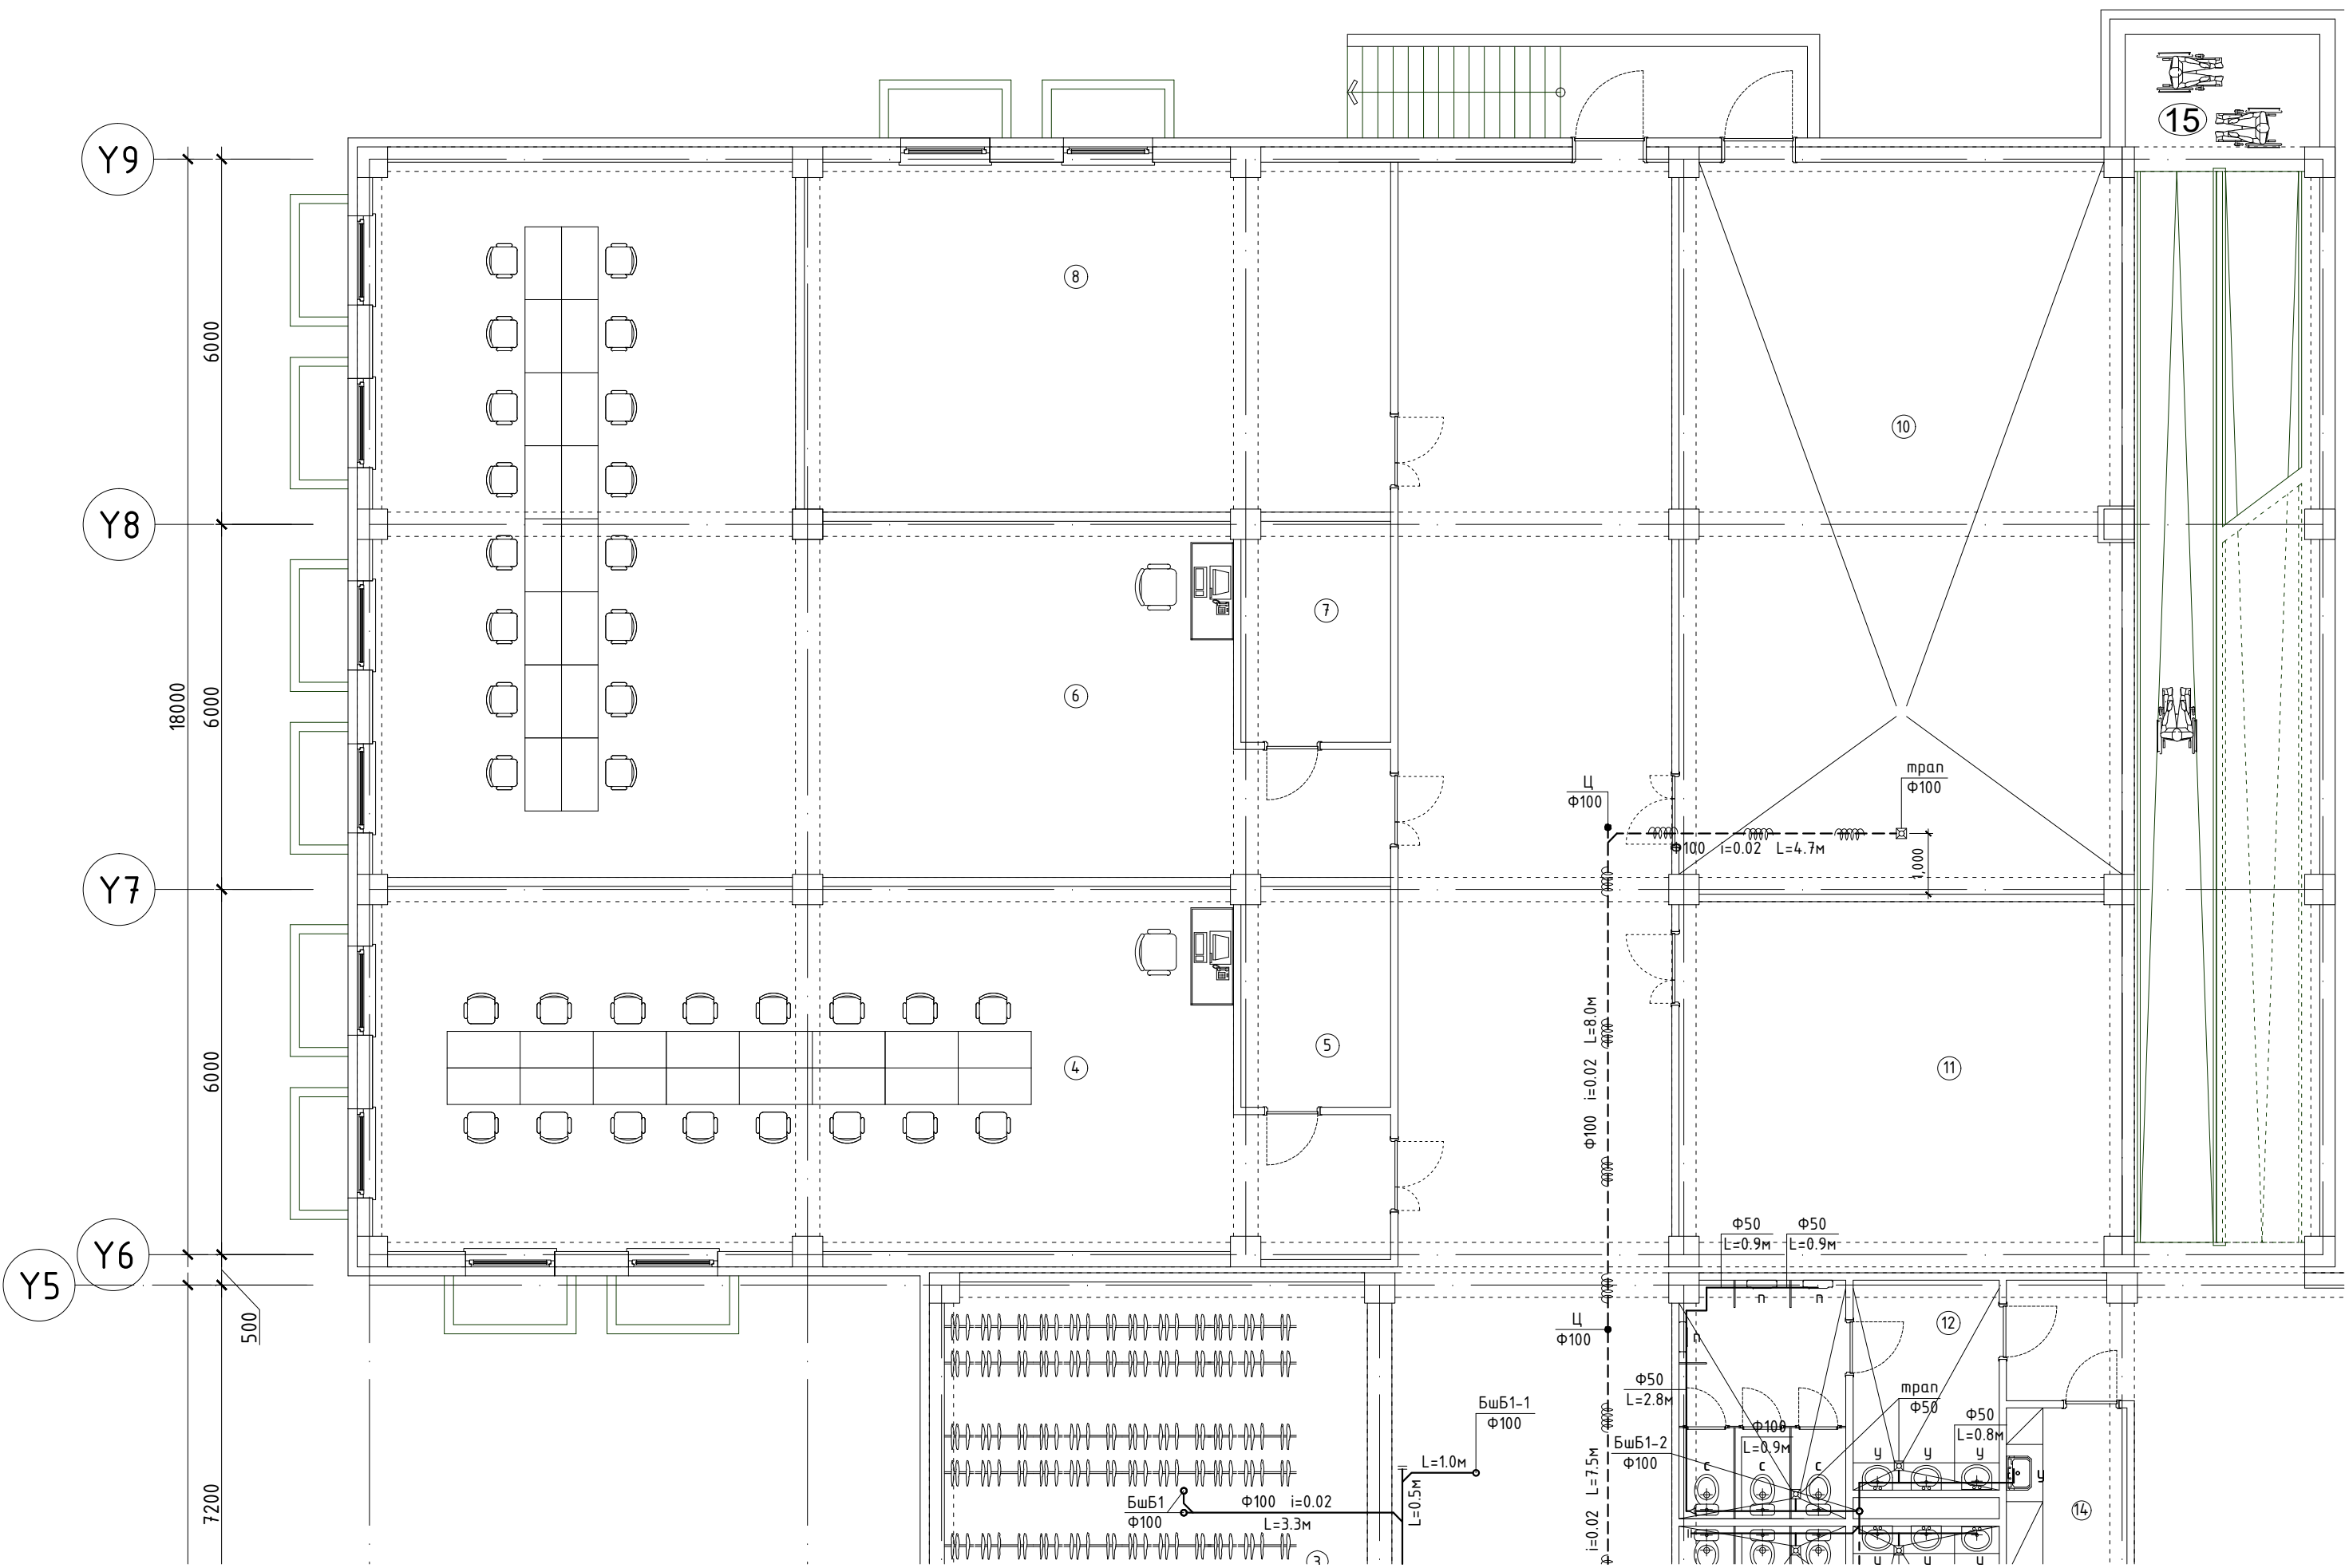 15
Y9
8
6000
10
Y8
7
6
18000
6000
Ц
Ф100
трап
Ф100
Ф100 i=0.02 L=4.7м
1,000
Y7
Ф100 i=0.02 L=8.0м
5
4
11
6000
Ф50
L=0.9м
Ф50
L=0.9м
Y6
Y5
500
п
п
12
Ц
Ф100
п
Ф50
L=2.8м
трап
Ф50
БшБ1-1
Ф100
Ф50
L=0.8м
Ф100
L=0.9м
БшБ1-2
Ф100
у
у
у
с
с
с
у
L=1.0м
L=0.5м
i=0.02 L=7.5м
7200
БшБ1
Ф100
Ф100 i=0.02
L=3.3м
14
3
у
у
у